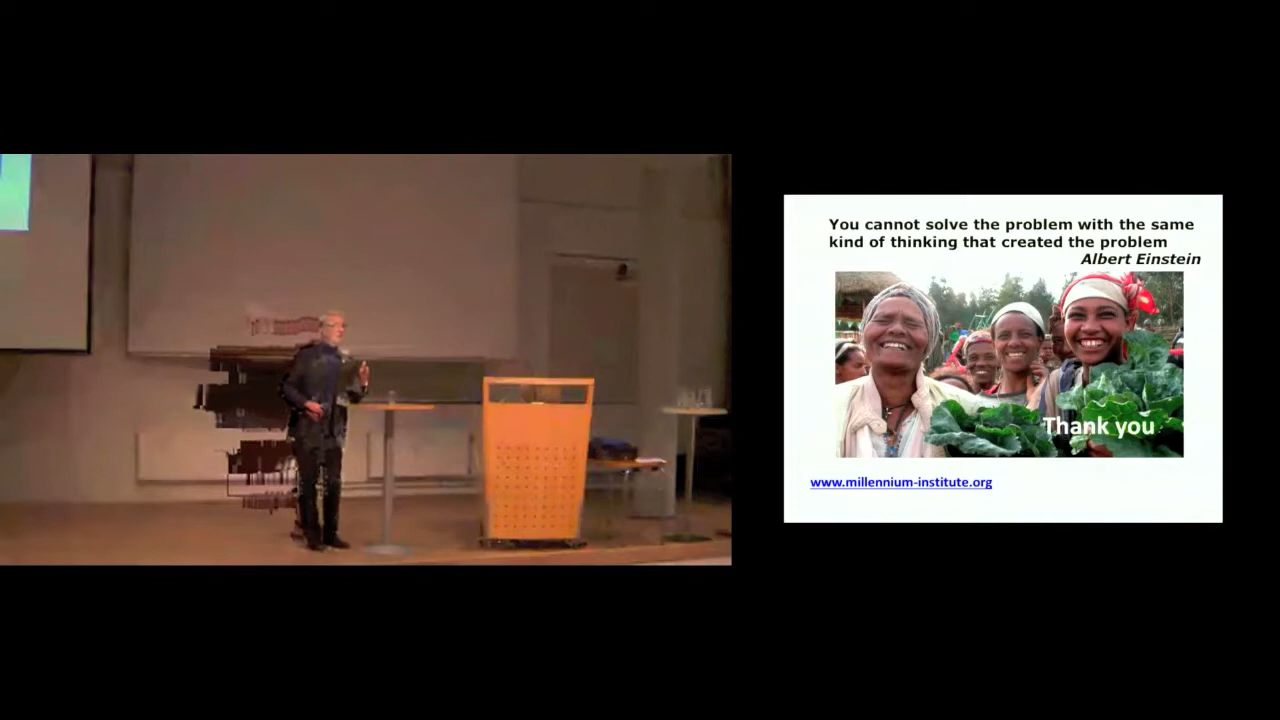 You cannot solve the problem with the same
kind of thinking that created the problem
Albert Einstein
Thank you
www.millennium-institute.org